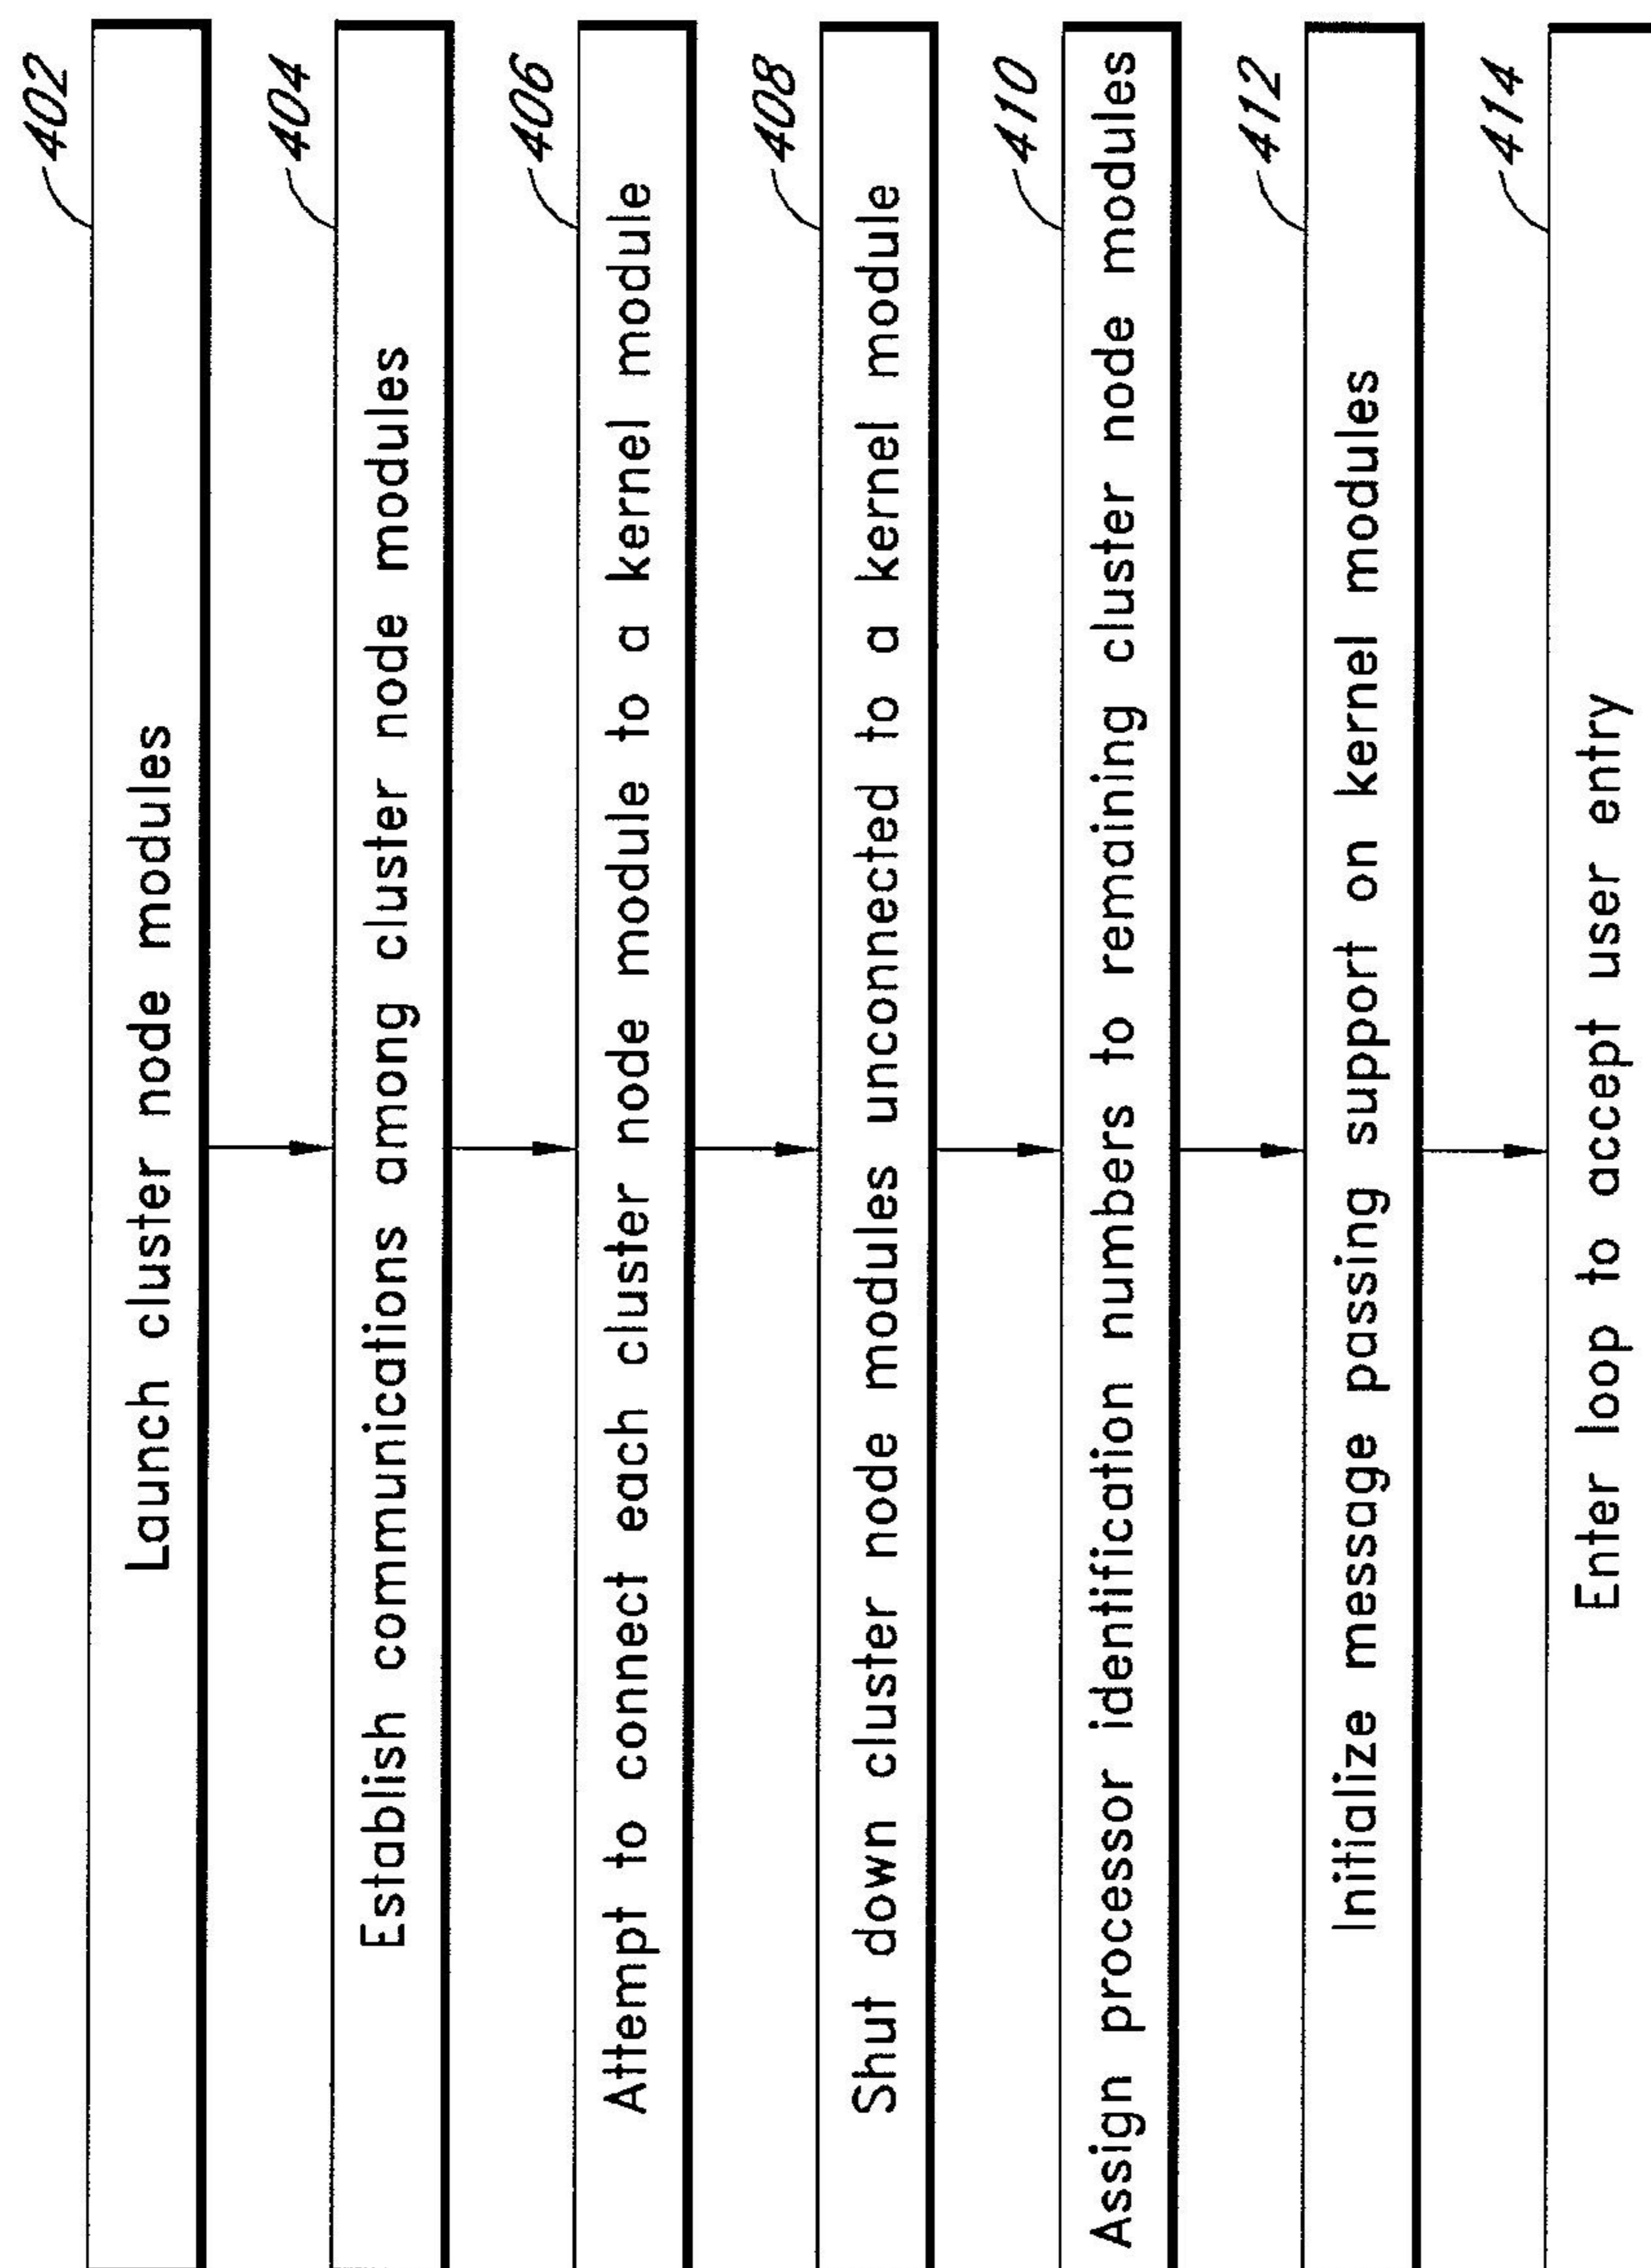 402
Launch cluster node modules
404
Establish communications among cluster node modules
406
Attempt to connect each cluster node module to a kernel module
408
Shut down cluster node modules unconnected to a kernel module
410
Assign processor identification numbers to remaining cluster node modules
412
Initialize message passing support on kernel modules
414
Enter loop to accept user entry